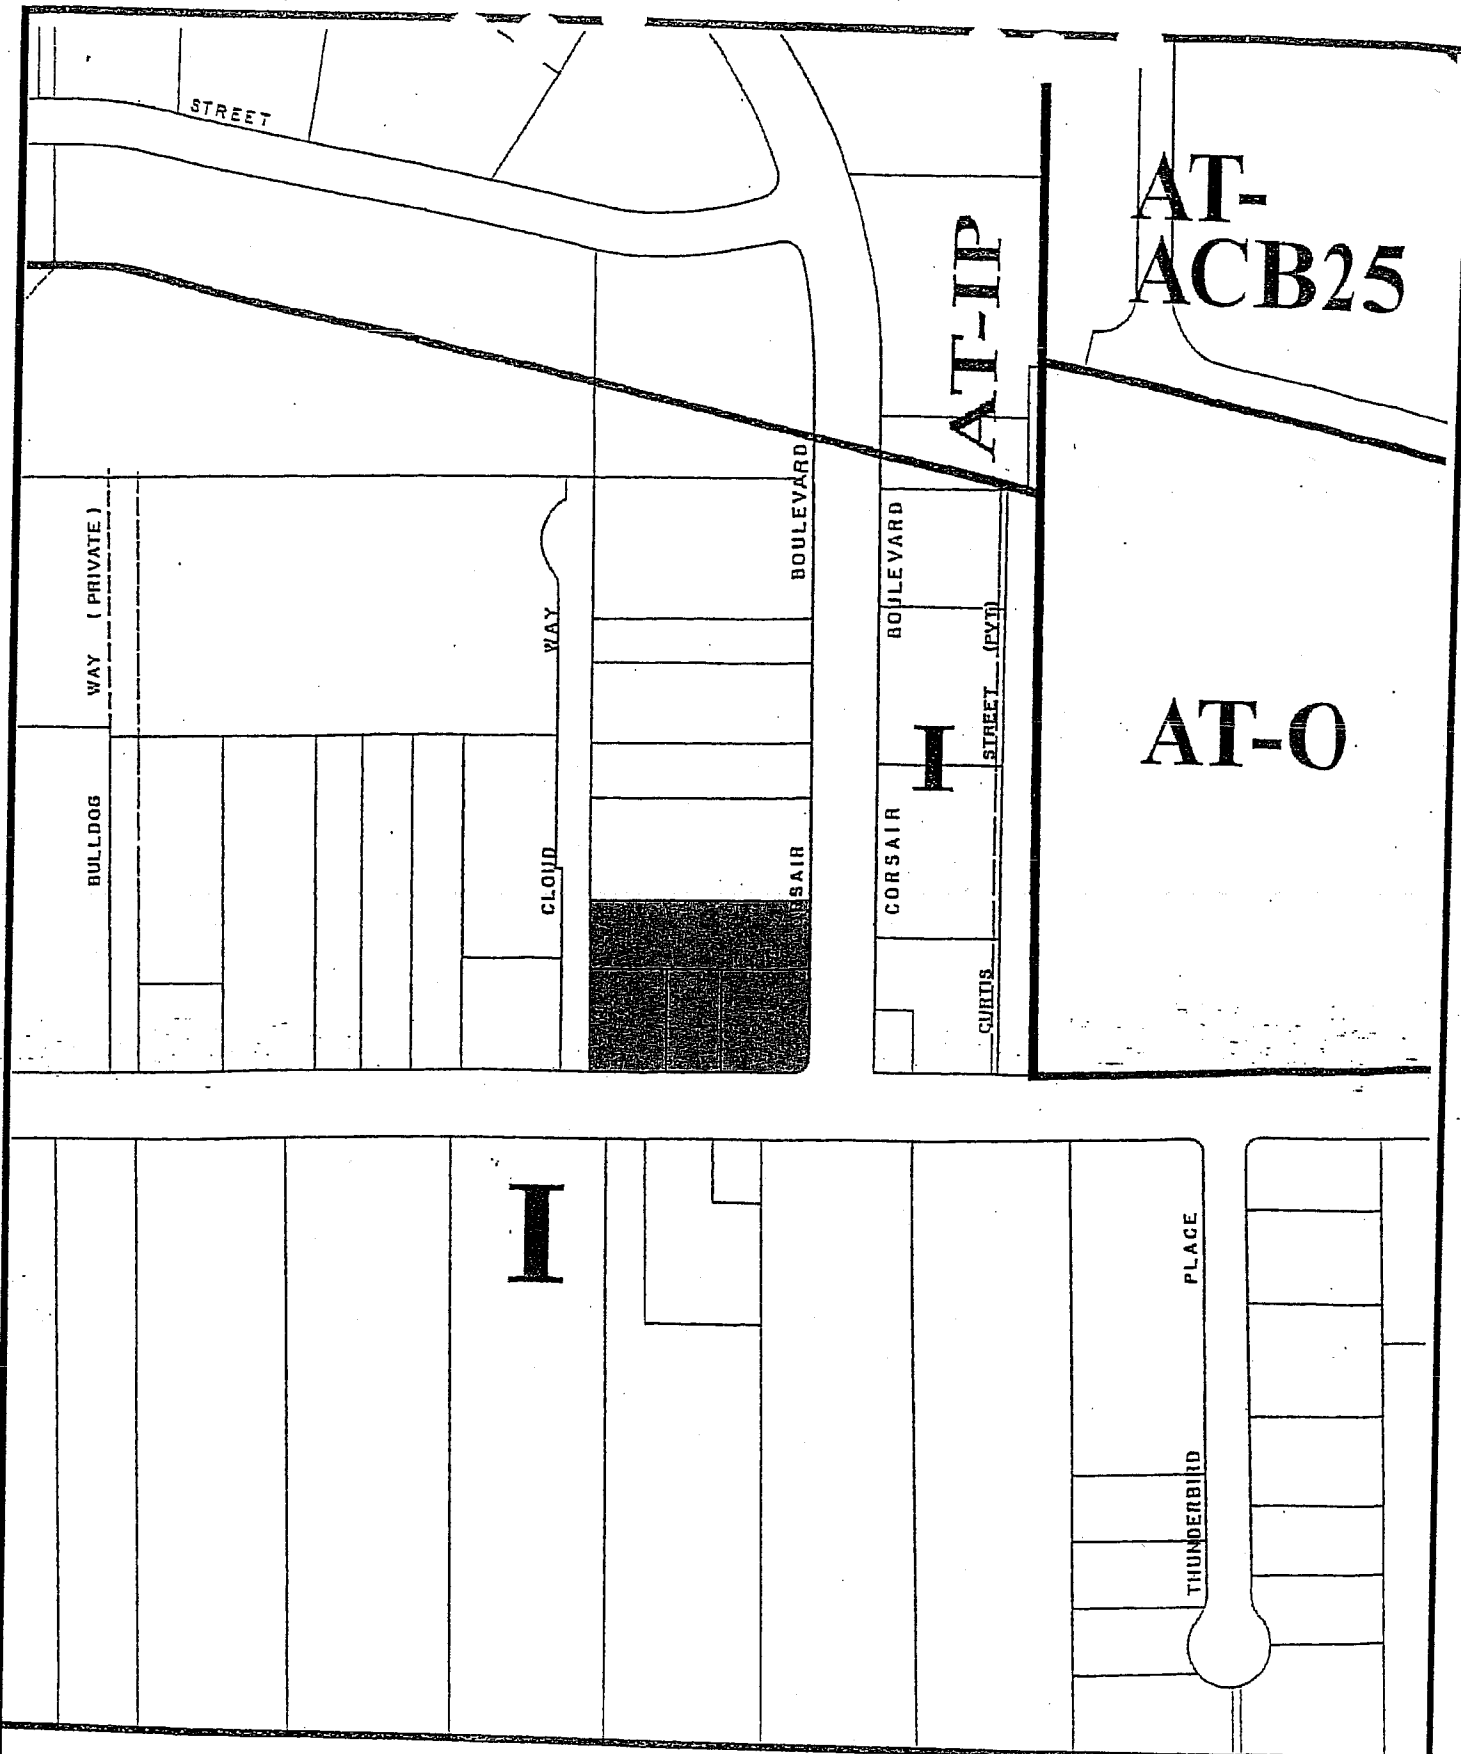 STREET
AT-
ACB25
AT-IP
BOULEVARD
BOULEVARD
WAY (PRIVATE)
WAY
STREET (PVT)
I
AT-O
BULLDOG
CLOUD
RSAIR
CORSAIR
CURTIS
I
PLACE
THUNDERBIRD